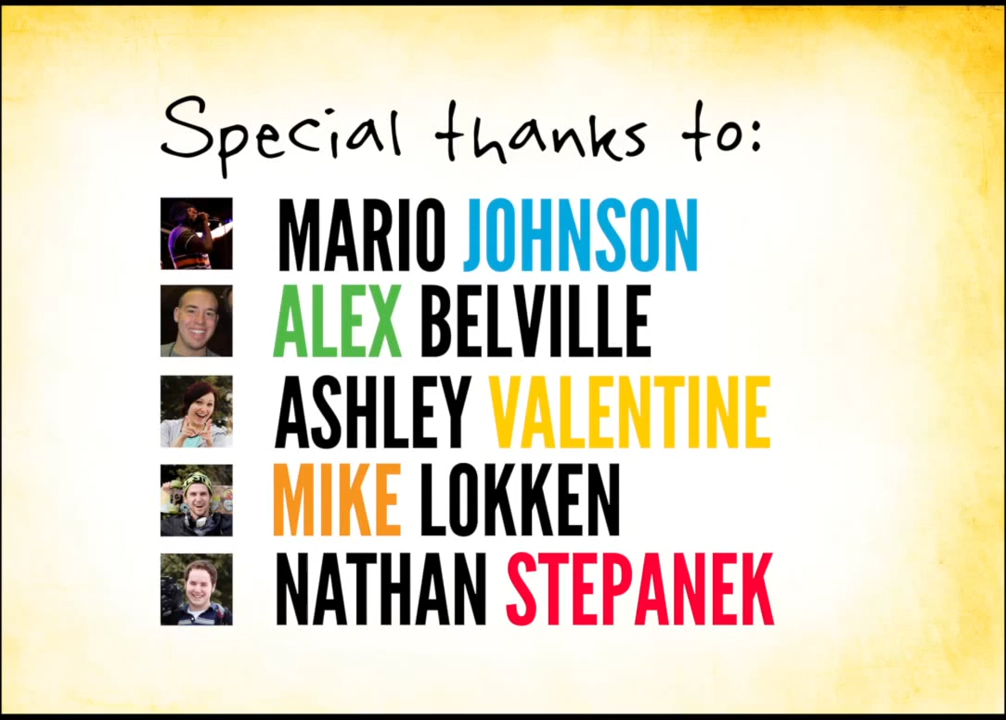 Special thanks to:
MARIO JOHNSON
ALEX BELVILLE
ASHLEY VALENTINE
MIKE LOKKEN
NATHAN STEPANEK